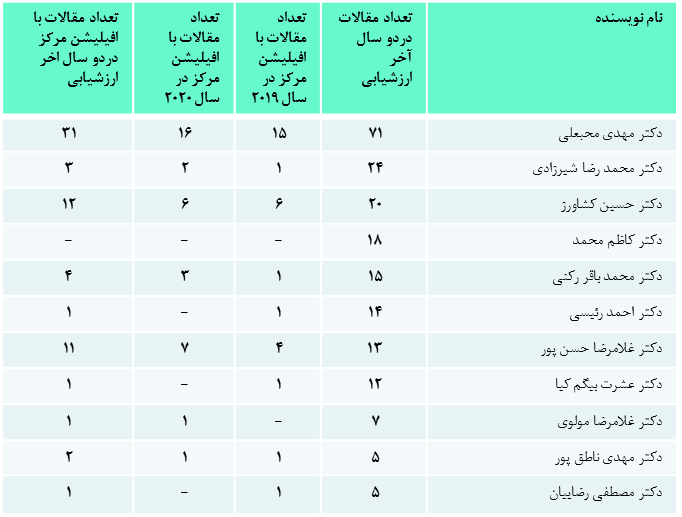 نام نویسنده
تعداد مقالات
دردو سال
آخر
ارزشیابی
تعداد
مقالات با
افیلیشن
مرکز در
سال ۲۰۱۹
تعداد
مقالات با
افیلیشن
مرکز در
سال ۲۰۲۰
تعداد مقالات با
افیلیشن مرکز
دردو سال اخر
ارزشیابی
دکتر مهدی محبعلی ۷۱ ۱۵ ۱۶ ۳۱
دکتر محمد رضا شیرزادی ۲۴ ۱ ۲ ۳
دکتر حسین کشاورز ۲۰ ۶ ۶ ۱۲
دکتر کاظم محمد ۱۸ - - -
دکتر محمد باقر رکنی ۱۵ ۱ ۳ ۴
دکتر احمد رئیسی ۱۴ ۱ - ۱
دکتر غلامرضا حسن پور ۱۳ ۴ ۷ ۱۱
دکتر عشرت بیگم کیا ۱۲ ۱ - ۱
دکتر غلامرضا مولوی ۷ - ۱ ۱
دکتر مهدی ناطق پور ۵ ۱ ۱ ۲
دکتر مصطفی رضاییان ۵ ۱ - ۱